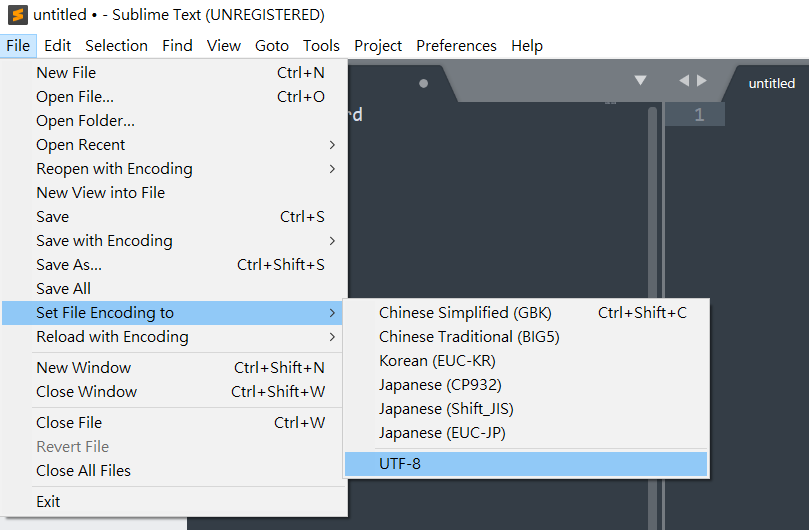 untitled • - Sublime Text (UNREGISTERED)
File Edit Selection Find View Goto Tools Project Preferences Help
New File Ctrl+N
Open File... Ctrl+O
Open Folder...
Open Recent
Reopen with Encoding
New View into File
Save Ctrl+S
Save with Encoding
Save As... Ctrl+Shift+S
Save All
Set File Encoding to
Reload with Encoding
New Window Ctrl+Shift+N
Close Window Ctrl+Shift+W
Close File Ctrl+W
Revert File
Close All Files
Exit
Chinese Simplified (GBK) Ctrl+Shift+C
Chinese Traditional (BIG5)
Korean (EUC-KR)
Japanese (CP932)
Japanese (Shift_JIS)
Japanese (EUC-JP)
UTF-8
untitled
1